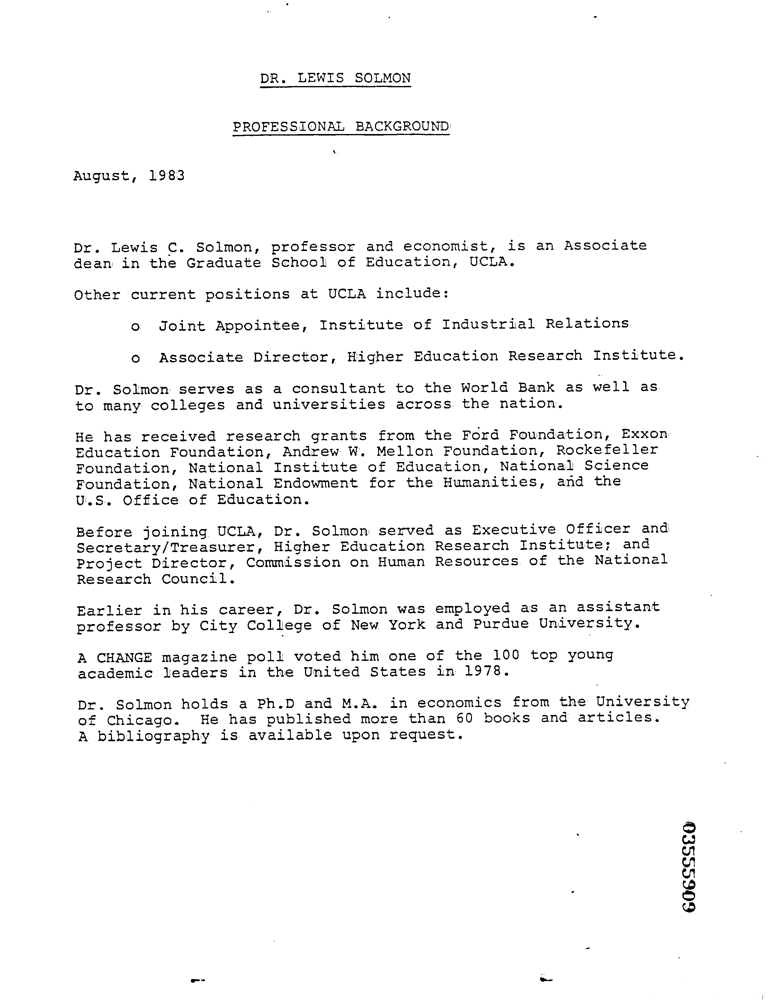 DR. LEWIS SOLMON
PROFESSIONAL BACKGROUND
August, 1983
Dr. Lewis C. Solmon, professor and economist, is an Associate
dean in the Graduate School of Education, UCLA.
Other current positions at UCLA include:
o Joint Appointee, Institute of Industrial Relations
o Associate Director, Higher Education Research Institute.
Dr. Solmon serves as a consultant to the World Bank as well as
to many colleges and universities across the nation.
He has received research grants from the Ford Foundation, Exxon
Education Foundation, Andrew W. Mellon Foundation, Rockefeller
Foundation, National Institute of Education, National Science
Foundation, National Endowment for the Humanities, and the
U.S. Office of Education.
Before joining UCLA, Dr. Solmon served as Executive Officer and
Secretary/Treasurer, Higher Education Research Institute; and
Project Director, Commission on Human Resources of the National
Research Council.
Earlier in his career, Dr. Solmon was employed as an assistant
professor by City College of New York and Purdue University.
A CHANGE magazine poll voted him one of the 100 top young
academic leaders in the United States in 1978.
Dr. Solmon holds a Ph.D and M.A. in economics from the University
of Chicago. He has published more than 60 books and articles.
A bibliography is available upon request.
03555909